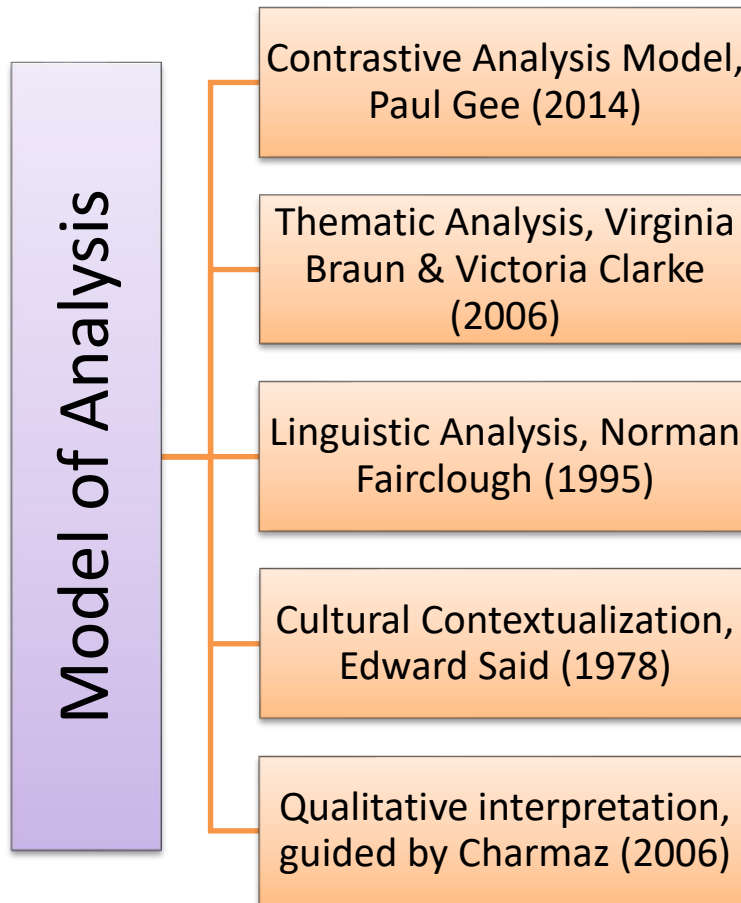 Model of Analysis
Contrastive Analysis Model,
Paul Gee (2014)
Thematic Analysis, Virginia
Braun & Victoria Clarke
(2006)
Linguistic Analysis, Norman
Fairclough (1995)
Cultural Contextualization,
Edward Said (1978)
Qualitative interpretation,
guided by Charmaz (2006)